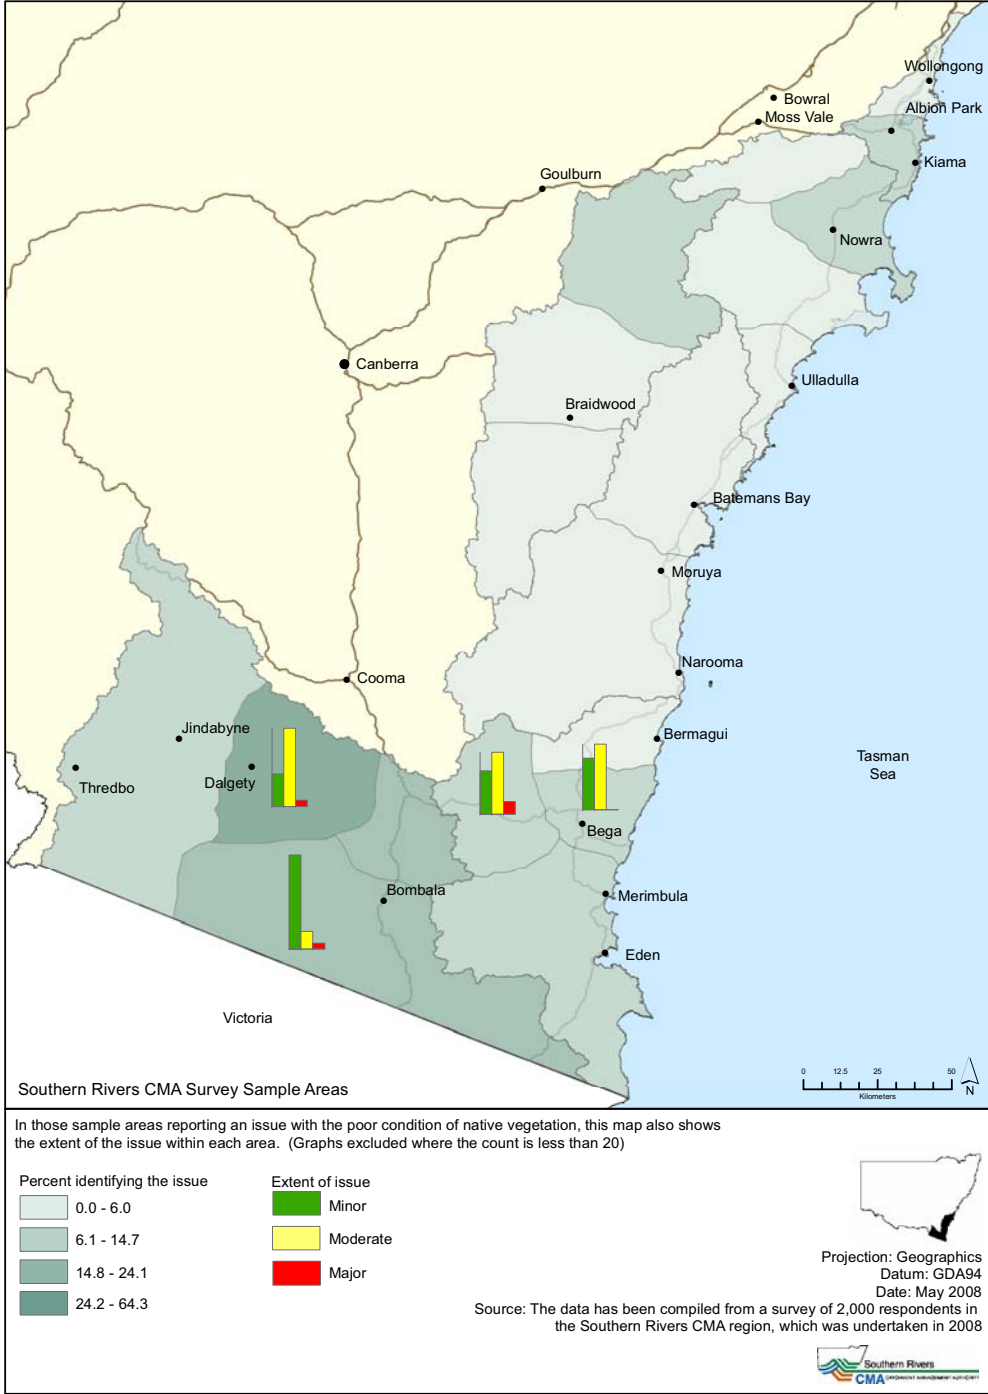 Wollongong
Bowral
Albion Park
Moss Vale
Kiama
Goulburn
Nowra
Canberra
Ulladulla
Braidwood
Batemans Bay
Moruya
Narooma
Cooma
Jindabyne
Bermagui
Tasman
Sea
Thredbo
Dalgety
Bega
Bombala
Merimbula
Eden
Victoria
Southern Rivers CMA Survey Sample Areas
0 12.5 25 50
Kilometers
N
In those sample areas reporting an issue with the poor condition of native vegetation, this map also shows
the extent of the issue within each area. (Graphs excluded where the count is less than 20)
Percent identifying the issue
0.0 - 6.0
6.1 - 14.7
14.8 - 24.1
24.2 - 64.3
Extent of issue
Minor
Moderate
Major
Projection: Geographics
Datum: GDA94
Date: May 2008
Source: The data has been compiled from a survey of 2,000 respondents in
the Southern Rivers CMA region, which was undertaken in 2008
Southern Rivers
CMA CATCHMENT MANAGEMENT AUTHORITY